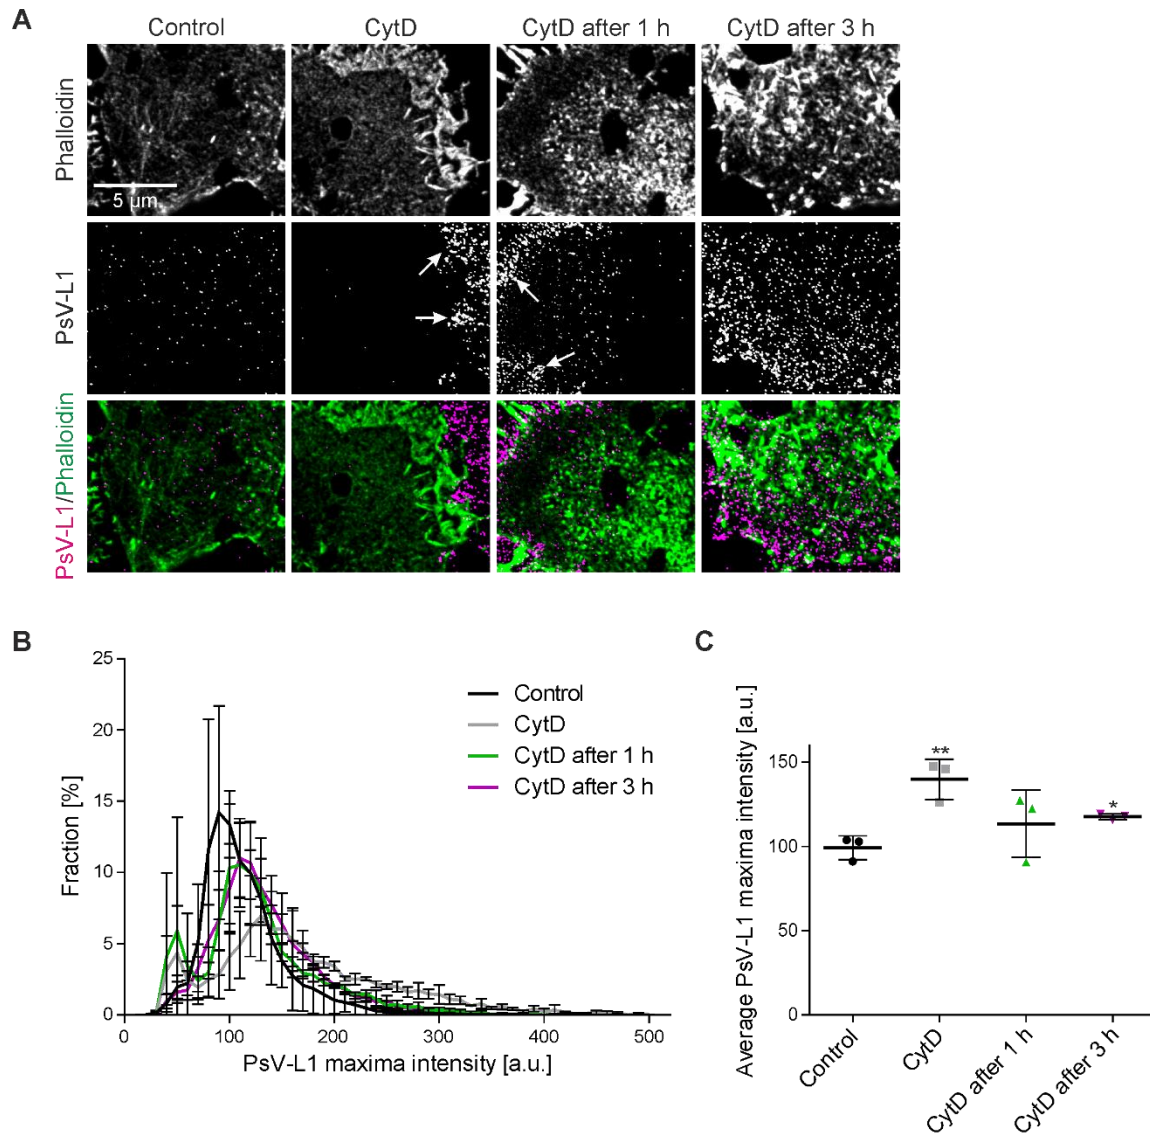 A
Control CytD CytD after 1 h CytD after 3 h
Phalloidin
5 µm
PsV-L1
PsV-L1/Phalloidin
B
Fraction [%]
25
20
15
10
5
0
Control
CytD
CytD after 1 h
CytD after 3 h
0 100 200 300 400 500
PsV-L1 maxima intensity [a.u.]
C
Average PsV-L1 maxima intensity [a.u.]
150
100
50
0
**
*
Control CytD CytD after 1 h CytD after 3 h